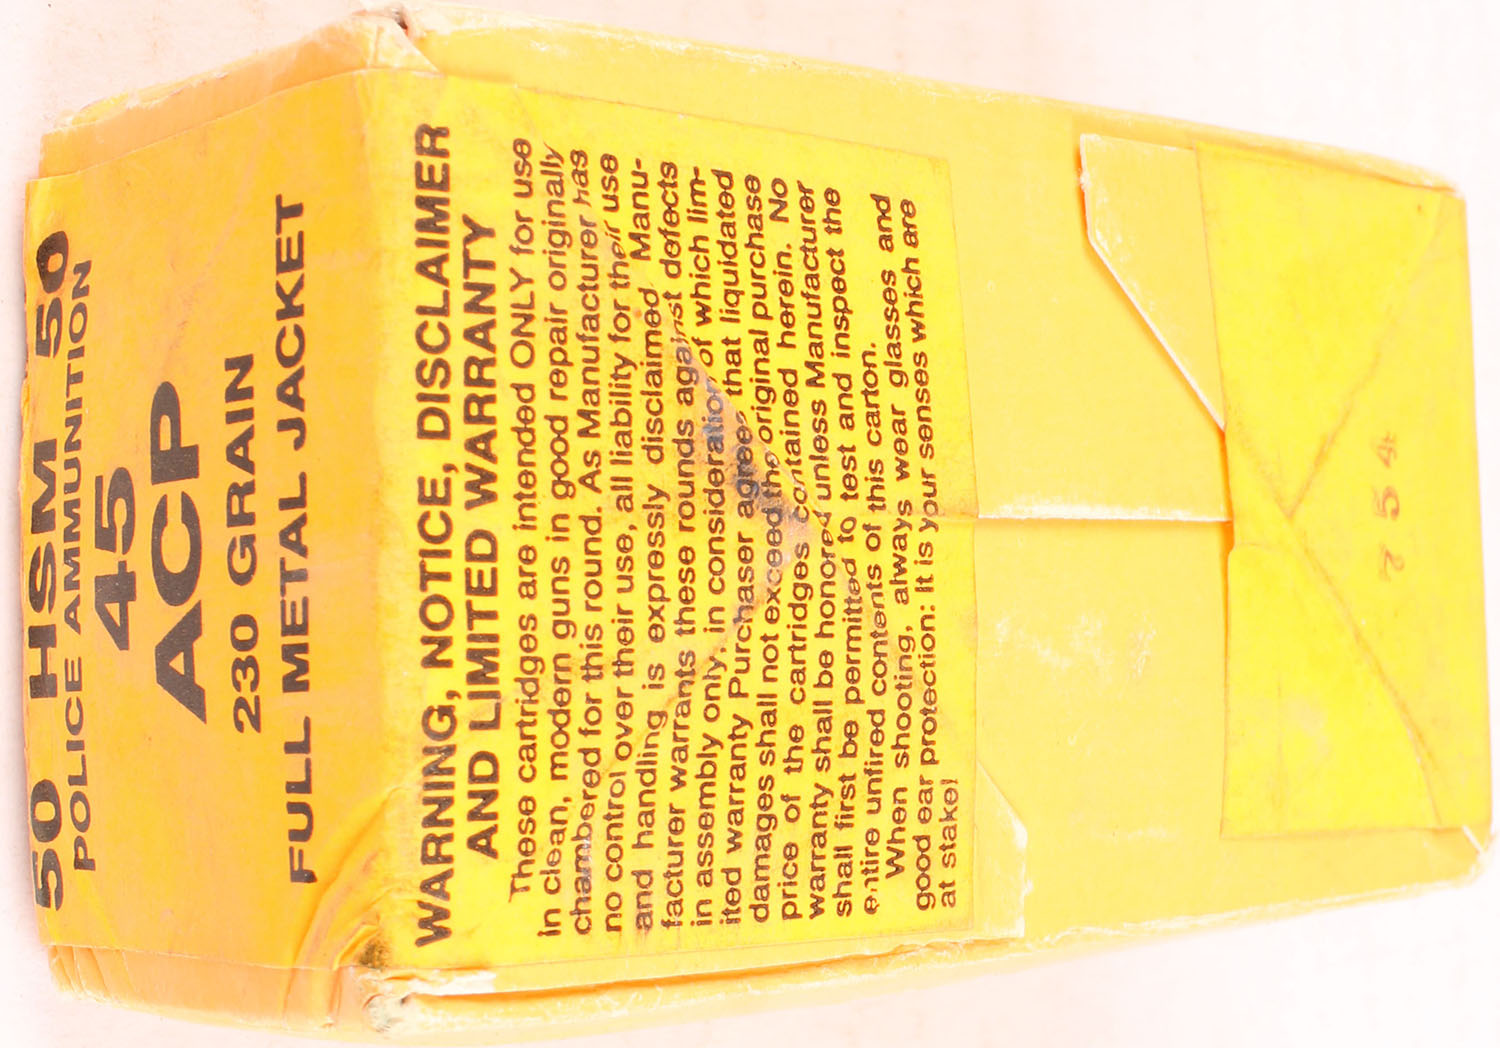 50 HSM 50
POLICE AMMUNITION
45
ACP
230 GRAIN
FULL METAL JACKET
WARNING, NOTICE, DISCLAIMER
AND LIMITED WARRANTY
These cartridges are intended ONLY for use
in clean, modern guns in good repair originally
chambered for this round. As Manufacturer has
no control over their use, all liability for their use
and handling is expressly disclaimed. Manu-
facturer warrants these rounds against defects
in assembly only, in consideration of which lim-
ited warranty Purchaser agrees that liquidated
damages shall not exceed the original purchase
price of the cartridges contained herein. No
warranty shall be honored unless Manufacturer
shall first be permitted to test and inspect the
entire unfired contents of this carton.
When shooting, always wear glasses and
good ear protection: It is your senses which are
at stake!
754